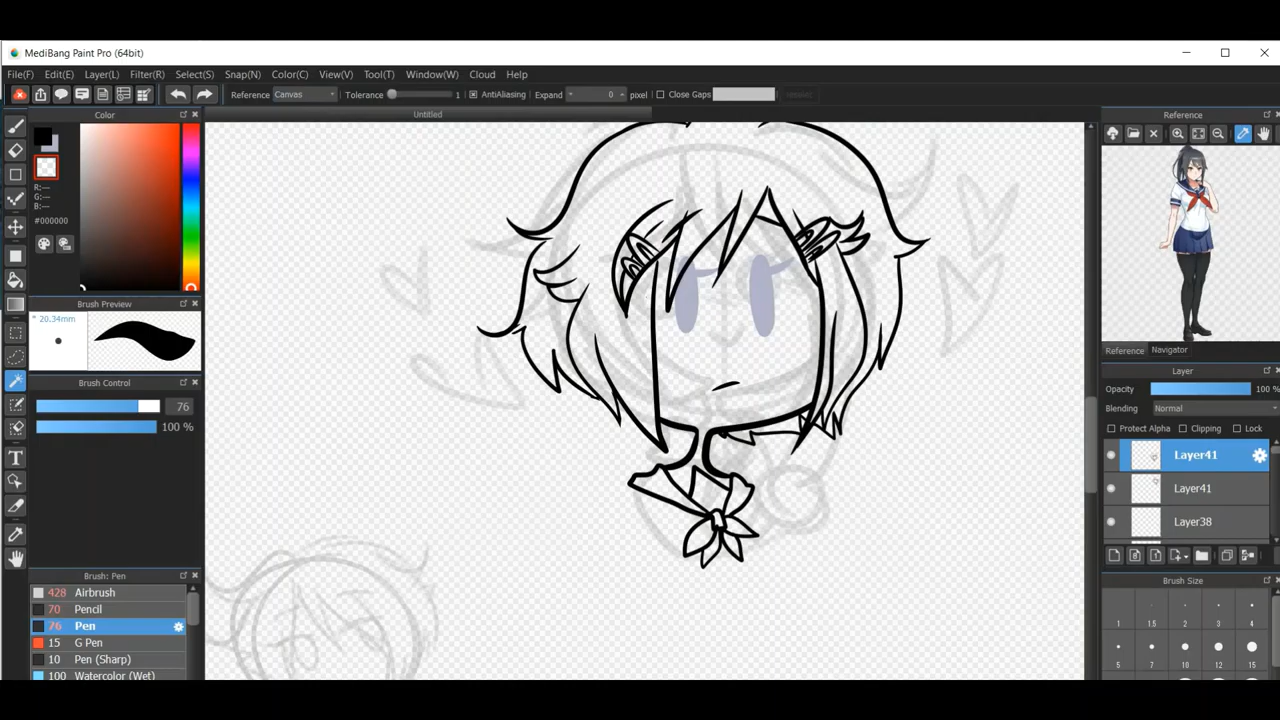 MediBang Paint Pro (64bit)
File(F) Edit(E) Layer(L) Filter(R) Select(S) Snap(N) Color(C) View(V) Tool(T) Window(W) Cloud Help
Reference Canvas Tolerance 1 AntiAliasing Expand 0 pixel Close Gaps
Color
Untitled
Reference
R:---
G:---
B:---
#000000
Brush Preview
* 20.34mm
Reference Navigator
Layer
Brush Control
Opacity 100 %
76
Blending Normal
100 %
Protect Alpha Clipping Lock
Layer41
Layer41
Layer38
Brush: Pen
Brush Size
428 Airbrush
70 Pencil
76 Pen
15 G Pen
10 Pen (Sharp)
100 Watercolor (Wet)
1 1.5 2 3 4
5 7 10 12 15